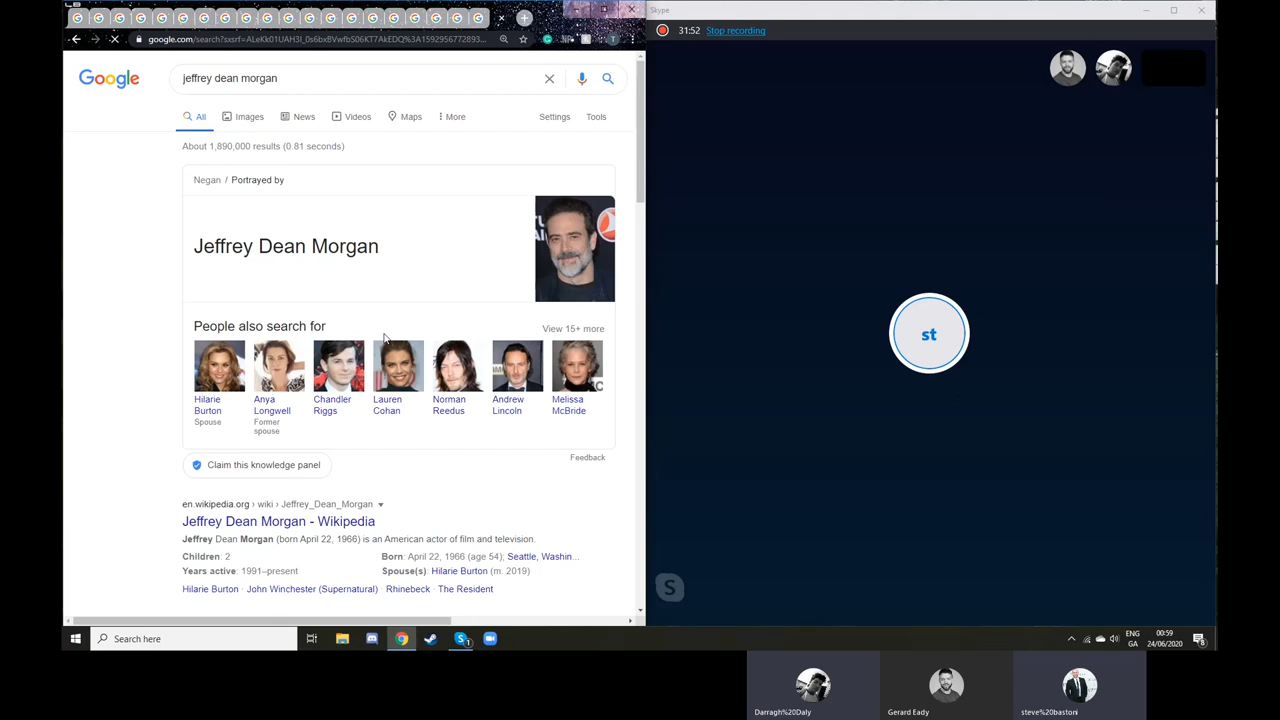 google.com/search?sxsrf=
Google
jeffrey dean morgan
All
Images
News
Videos
Maps
More
Settings
Tools
About 1,890,000 results (0.81 seconds)
Negan / Portrayed by
Jeffrey Dean Morgan
People also search for
View 15+ more
Hilarie Burton
Spouse
Anya Longwell
Former spouse
Chandler Riggs
Lauren Cohan
Norman Reedus
Andrew Lincoln
Melissa McBride
Feedback
Claim this knowledge panel
en.wikipedia.org › wiki › Jeffrey_Dean_Morgan
Jeffrey Dean Morgan - Wikipedia
Jeffrey Dean Morgan (born April 22, 1966) is an American actor of film and television.
Children: 2
Born: April 22, 1966 (age 54); Seattle, Washin...
Years active: 1991–present
Spouse(s): Hilarie Burton (m. 2019)
Hilarie Burton · John Winchester (Supernatural) · Rhinebeck · The Resident
Skype
31:52 Stop recording
st
S
Search here
ENG
GA
00:59
24/06/2020
Darragh%20Daly
Gerard Eady
steve%20bastoni